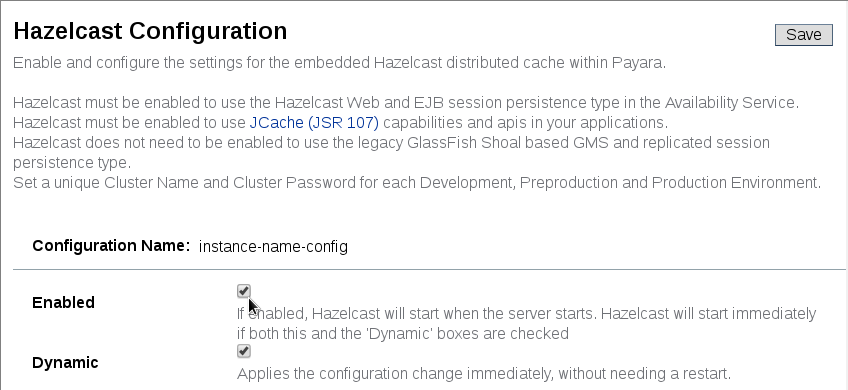 Hazelcast Configuration
Save
Enable and configure the settings for the embedded Hazelcast distributed cache within Payara.
Hazelcast must be enabled to use the Hazelcast Web and EJB session persistence type in the Availability Service.
Hazelcast must be enabled to use JCache (JSR 107) capabilities and apis in your applications.
Hazelcast does not need to be enabled to use the legacy GlassFish Shoal based GMS and replicated session
persistence type.
Set a unique Cluster Name and Cluster Password for each Development, Preproduction and Production Environment.
Configuration Name: instance-name-config
Enabled
If enabled, Hazelcast will start when the server starts. Hazelcast will start immediately
if both this and the 'Dynamic' boxes are checked
Dynamic
Applies the configuration change immediately, without needing a restart.